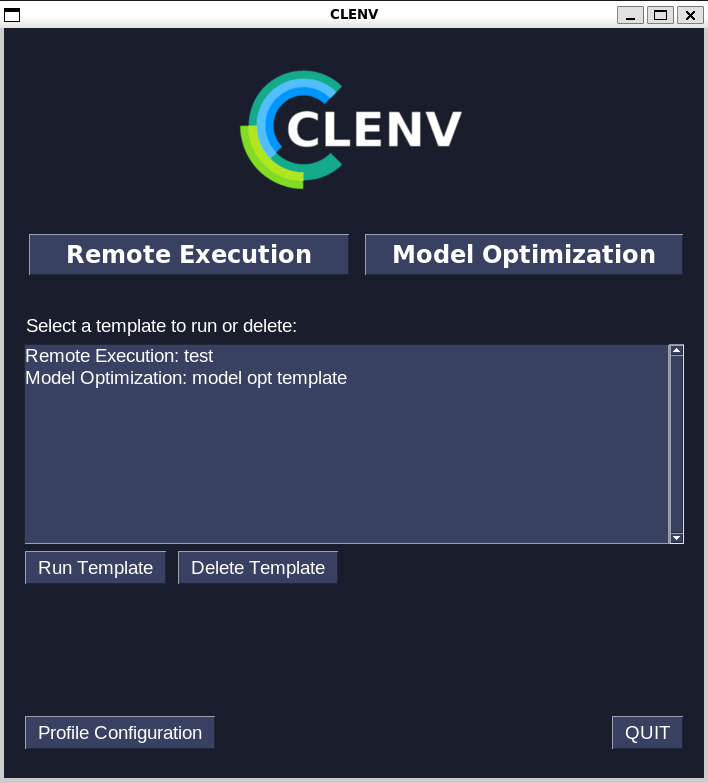 CLENV
CLENV
Remote Execution
Model Optimization
Select a template to run or delete:
Remote Execution: test
Model Optimization: model opt template
Run Template
Delete Template
Profile Configuration
QUIT